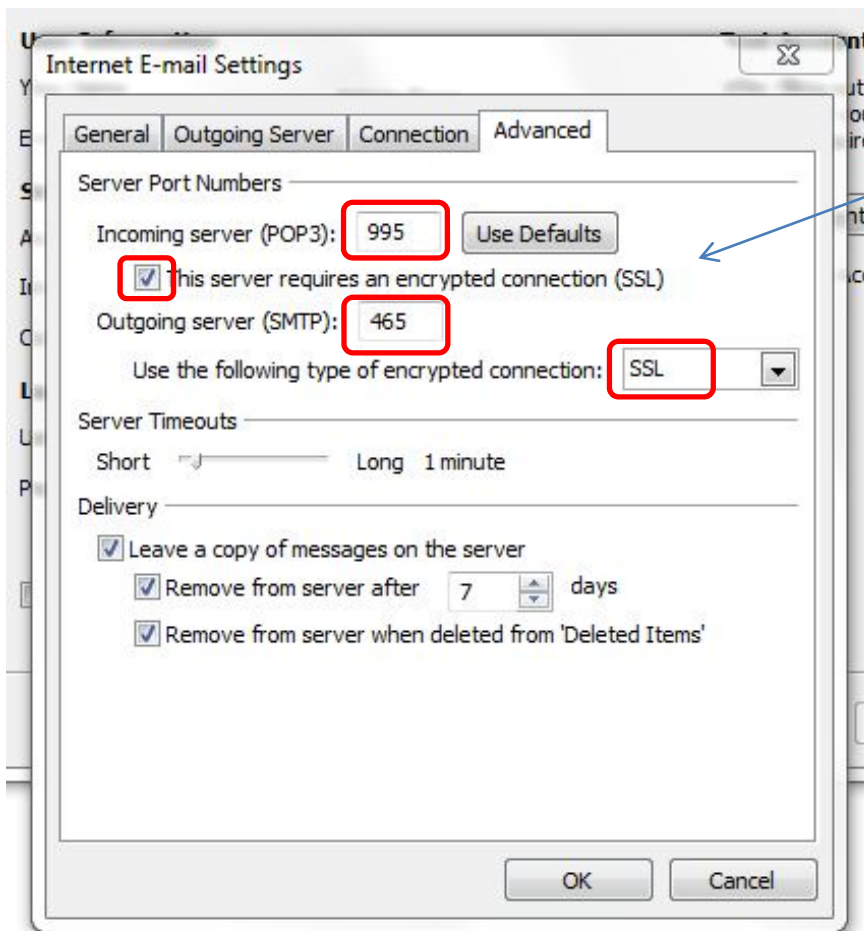 Internet E-mail Settings
General Outgoing Server Connection Advanced
Server Port Numbers
Incoming server (POP3): 995 Use Defaults
This server requires an encrypted connection (SSL)
Outgoing server (SMTP): 465
Use the following type of encrypted connection: SSL
Server Timeouts
Short Long 1 minute
Delivery
Leave a copy of messages on the server
Remove from server after 7 days
Remove from server when deleted from 'Deleted Items'
OK Cancel